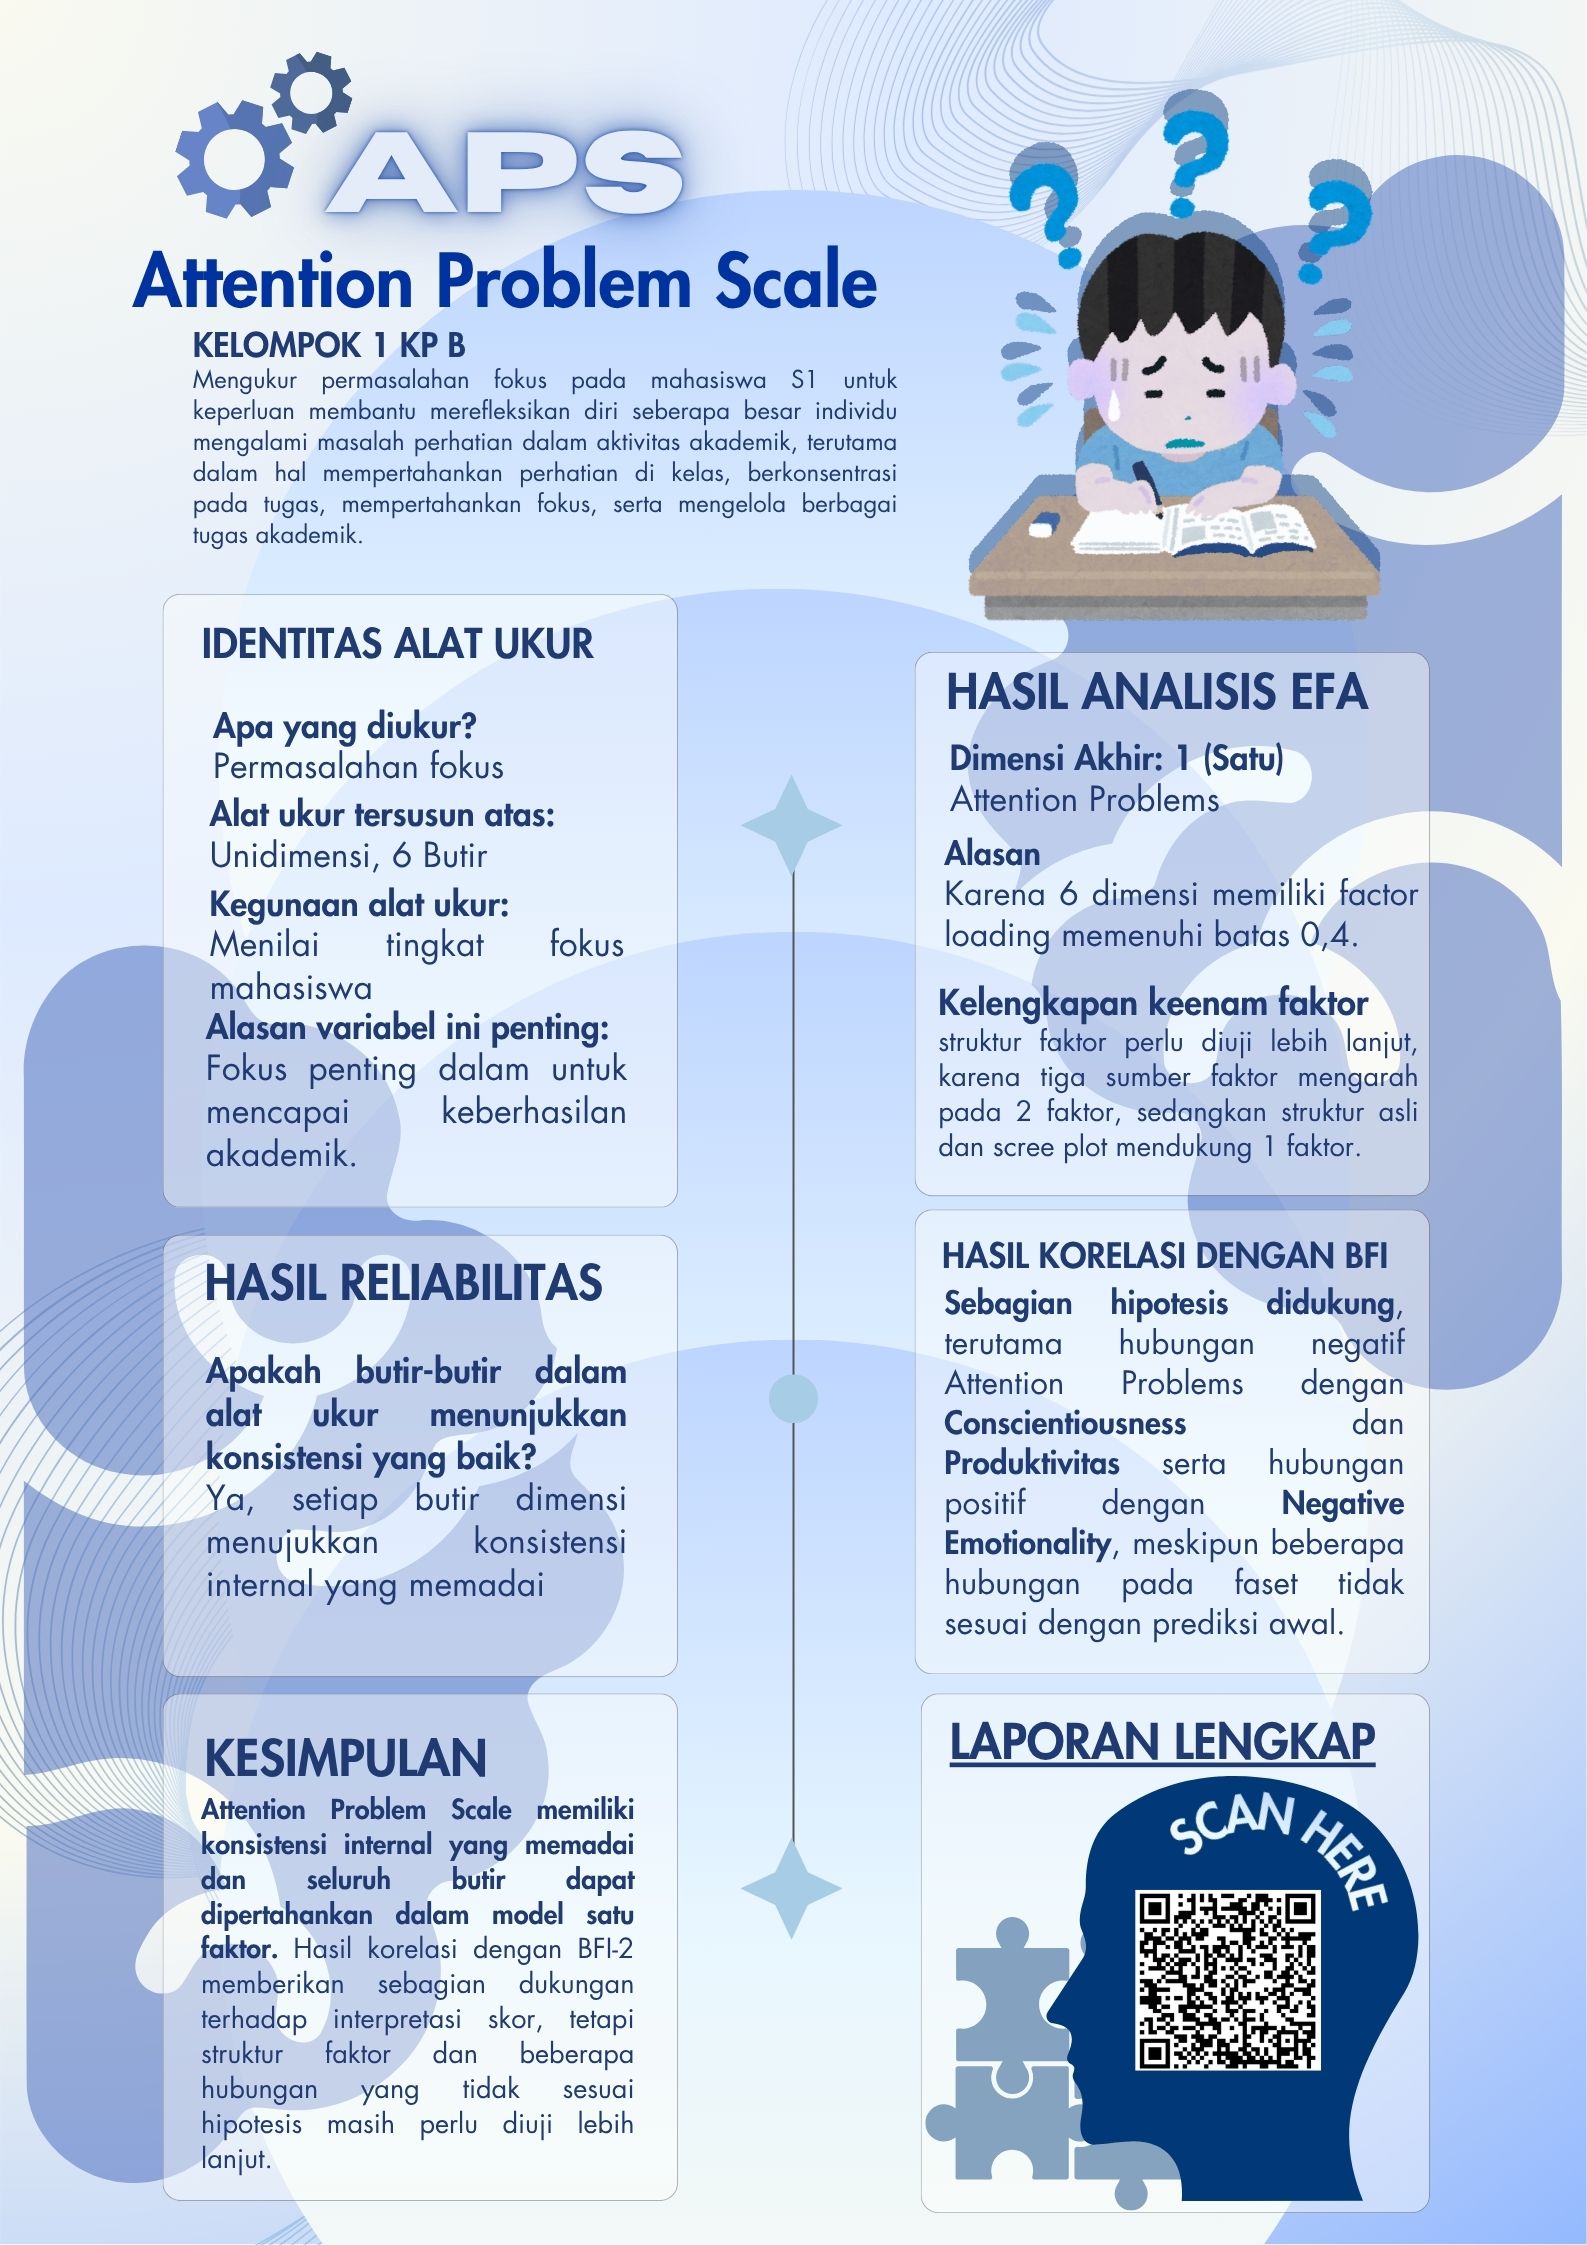 APS
Attention Problem Scale
KELOMPOK 1 KP B
Mengukur permasalahan fokus pada mahasiswa S1 untuk
keperluan membantu merefleksikan diri seberapa besar individu
mengalami masalah perhatian dalam aktivitas akademik, terutama
dalam hal mempertahankan perhatian di kelas, berkonsentrasi
pada tugas, mempertahankan fokus, serta mengelola berbagai
tugas akademik.
IDENTITAS ALAT UKUR
Apa yang diukur?
Permasalahan fokus
Alat ukur tersusun atas:
Unidimensi, 6 Butir
Kegunaan alat ukur:
Menilai tingkat fokus
mahasiswa
Alasan variabel ini penting:
Fokus penting dalam untuk
mencapai keberhasilan
akademik.
HASIL ANALISIS EFA
Dimensi Akhir: 1 (Satu)
Attention Problems
Alasan
Karena 6 dimensi memiliki factor
loading memenuhi batas 0,4.
Kelengkapan keenam faktor
struktur faktor perlu diuji lebih lanjut,
karena tiga sumber faktor mengarah
pada 2 faktor, sedangkan struktur asli
dan scree plot mendukung 1 faktor.
HASIL RELIABILITAS
Apakah butir-butir dalam
alat ukur menunjukkan
konsistensi yang baik?
Ya, setiap butir dimensi
menujukkan konsistensi
internal yang memadai
HASIL KORELASI DENGAN BFI
Sebagian hipotesis didukung,
terutama hubungan negatif
Attention Problems dengan
Conscientiousness dan
Produktivitas serta hubungan
positif dengan Negative
Emotionality, meskipun beberapa
hubungan pada faset tidak
sesuai dengan prediksi awal.
KESIMPULAN
Attention Problem Scale memiliki
konsistensi internal yang memadai
dan seluruh butir dapat
dipertahankan dalam model satu
faktor. Hasil korelasi dengan BFI-2
memberikan sebagian dukungan
terhadap interpretasi skor, tetapi
struktur faktor dan beberapa
hubungan yang tidak sesuai
hipotesis masih perlu diuji lebih
lanjut.
LAPORAN LENGKAP
SCAN HERE